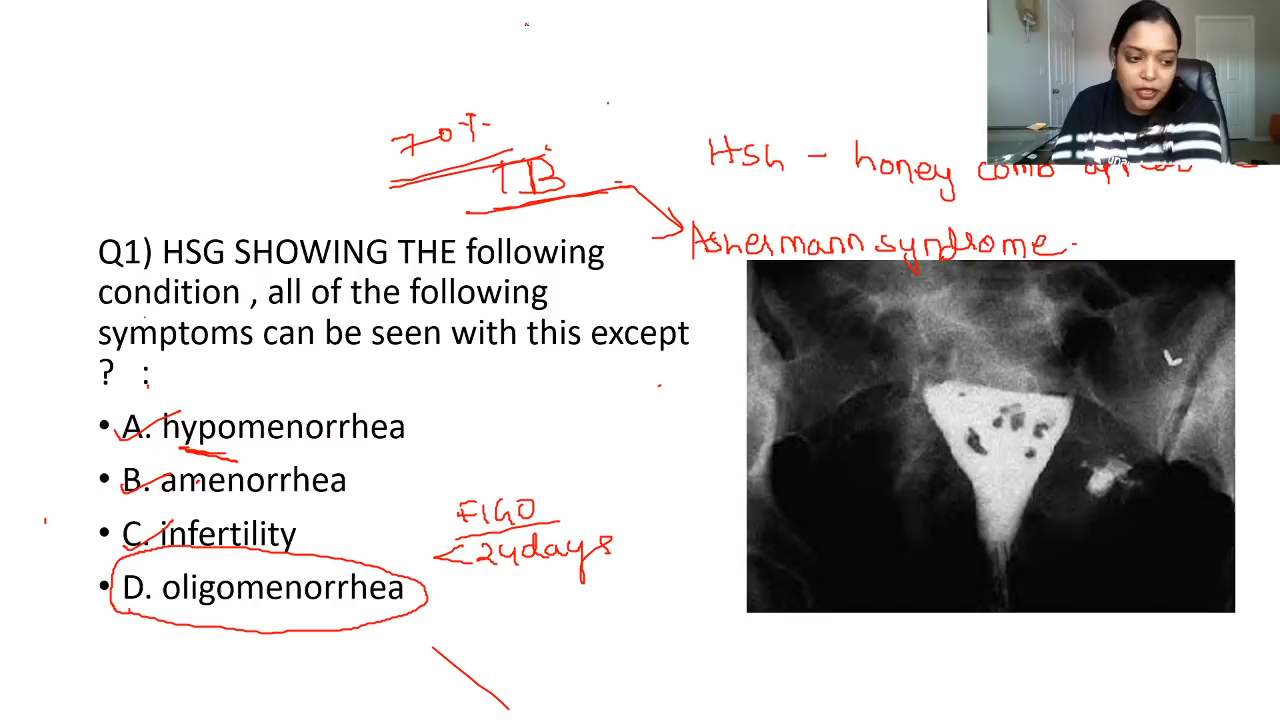 70%
TB
HSG - honey comb
Ashermann syndrome.
Q1) HSG SHOWING THE following
condition , all of the following
symptoms can be seen with this except
? :
• A. hypomenorrhea
• B. amenorrhea
• C. infertility
• D. oligomenorrhea
FIGO
<24days